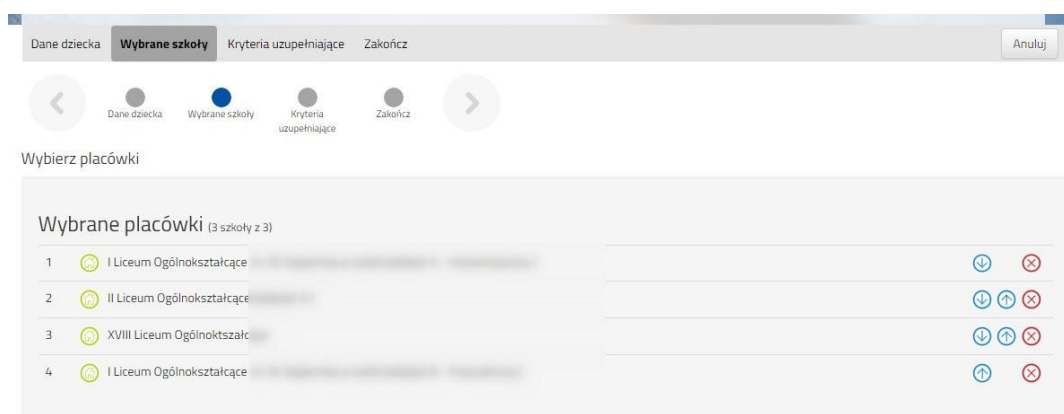 Dane dziecka Wybrane szkoły Kryteria uzupełniające Zakończ Anuluj
Dane dziecka Wybrane szkoły Kryteria uzupełniające Zakończ
Wybierz placówki
Wybrane placówki (3 szkoły z 3)
1 I Liceum Ogólnokształcące
2 II Liceum Ogólnokształcące
3 XVIII Liceum
4 I Liceum Ogólnokształcące